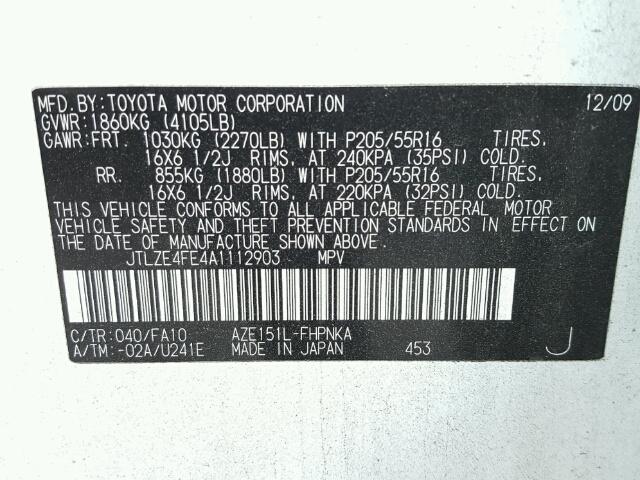 MFD.BY:TOYOTA MOTOR CORPORATION 12/09
GVWR:1860KG (4105LB)
GAWR:FRT. 1030KG (2270LB) WITH P205/55R16 TIRES.
16X6 1/2J RIMS. AT 240KPA (35PSI) COLD.
RR. 855KG (1880LB) WITH P205/55R16 TIRES.
16X6 1/2J RIMS. AT 220KPA (32PSI) COLD.
THIS VEHICLE CONFORMS TO ALL APPLICABLE FEDERAL MOTOR
VEHICLE SAFETY AND THEFT PREVENTION STANDARDS IN EFFECT
ON THE DATE OF MANUFACTURE SHOWN ABOVE.
JTLZE4FE4A1112903 MPV
C/TR:040/FA10 AZE151L-FHPNKA
A/TM:-02A/U241E MADE IN JAPAN 453 J